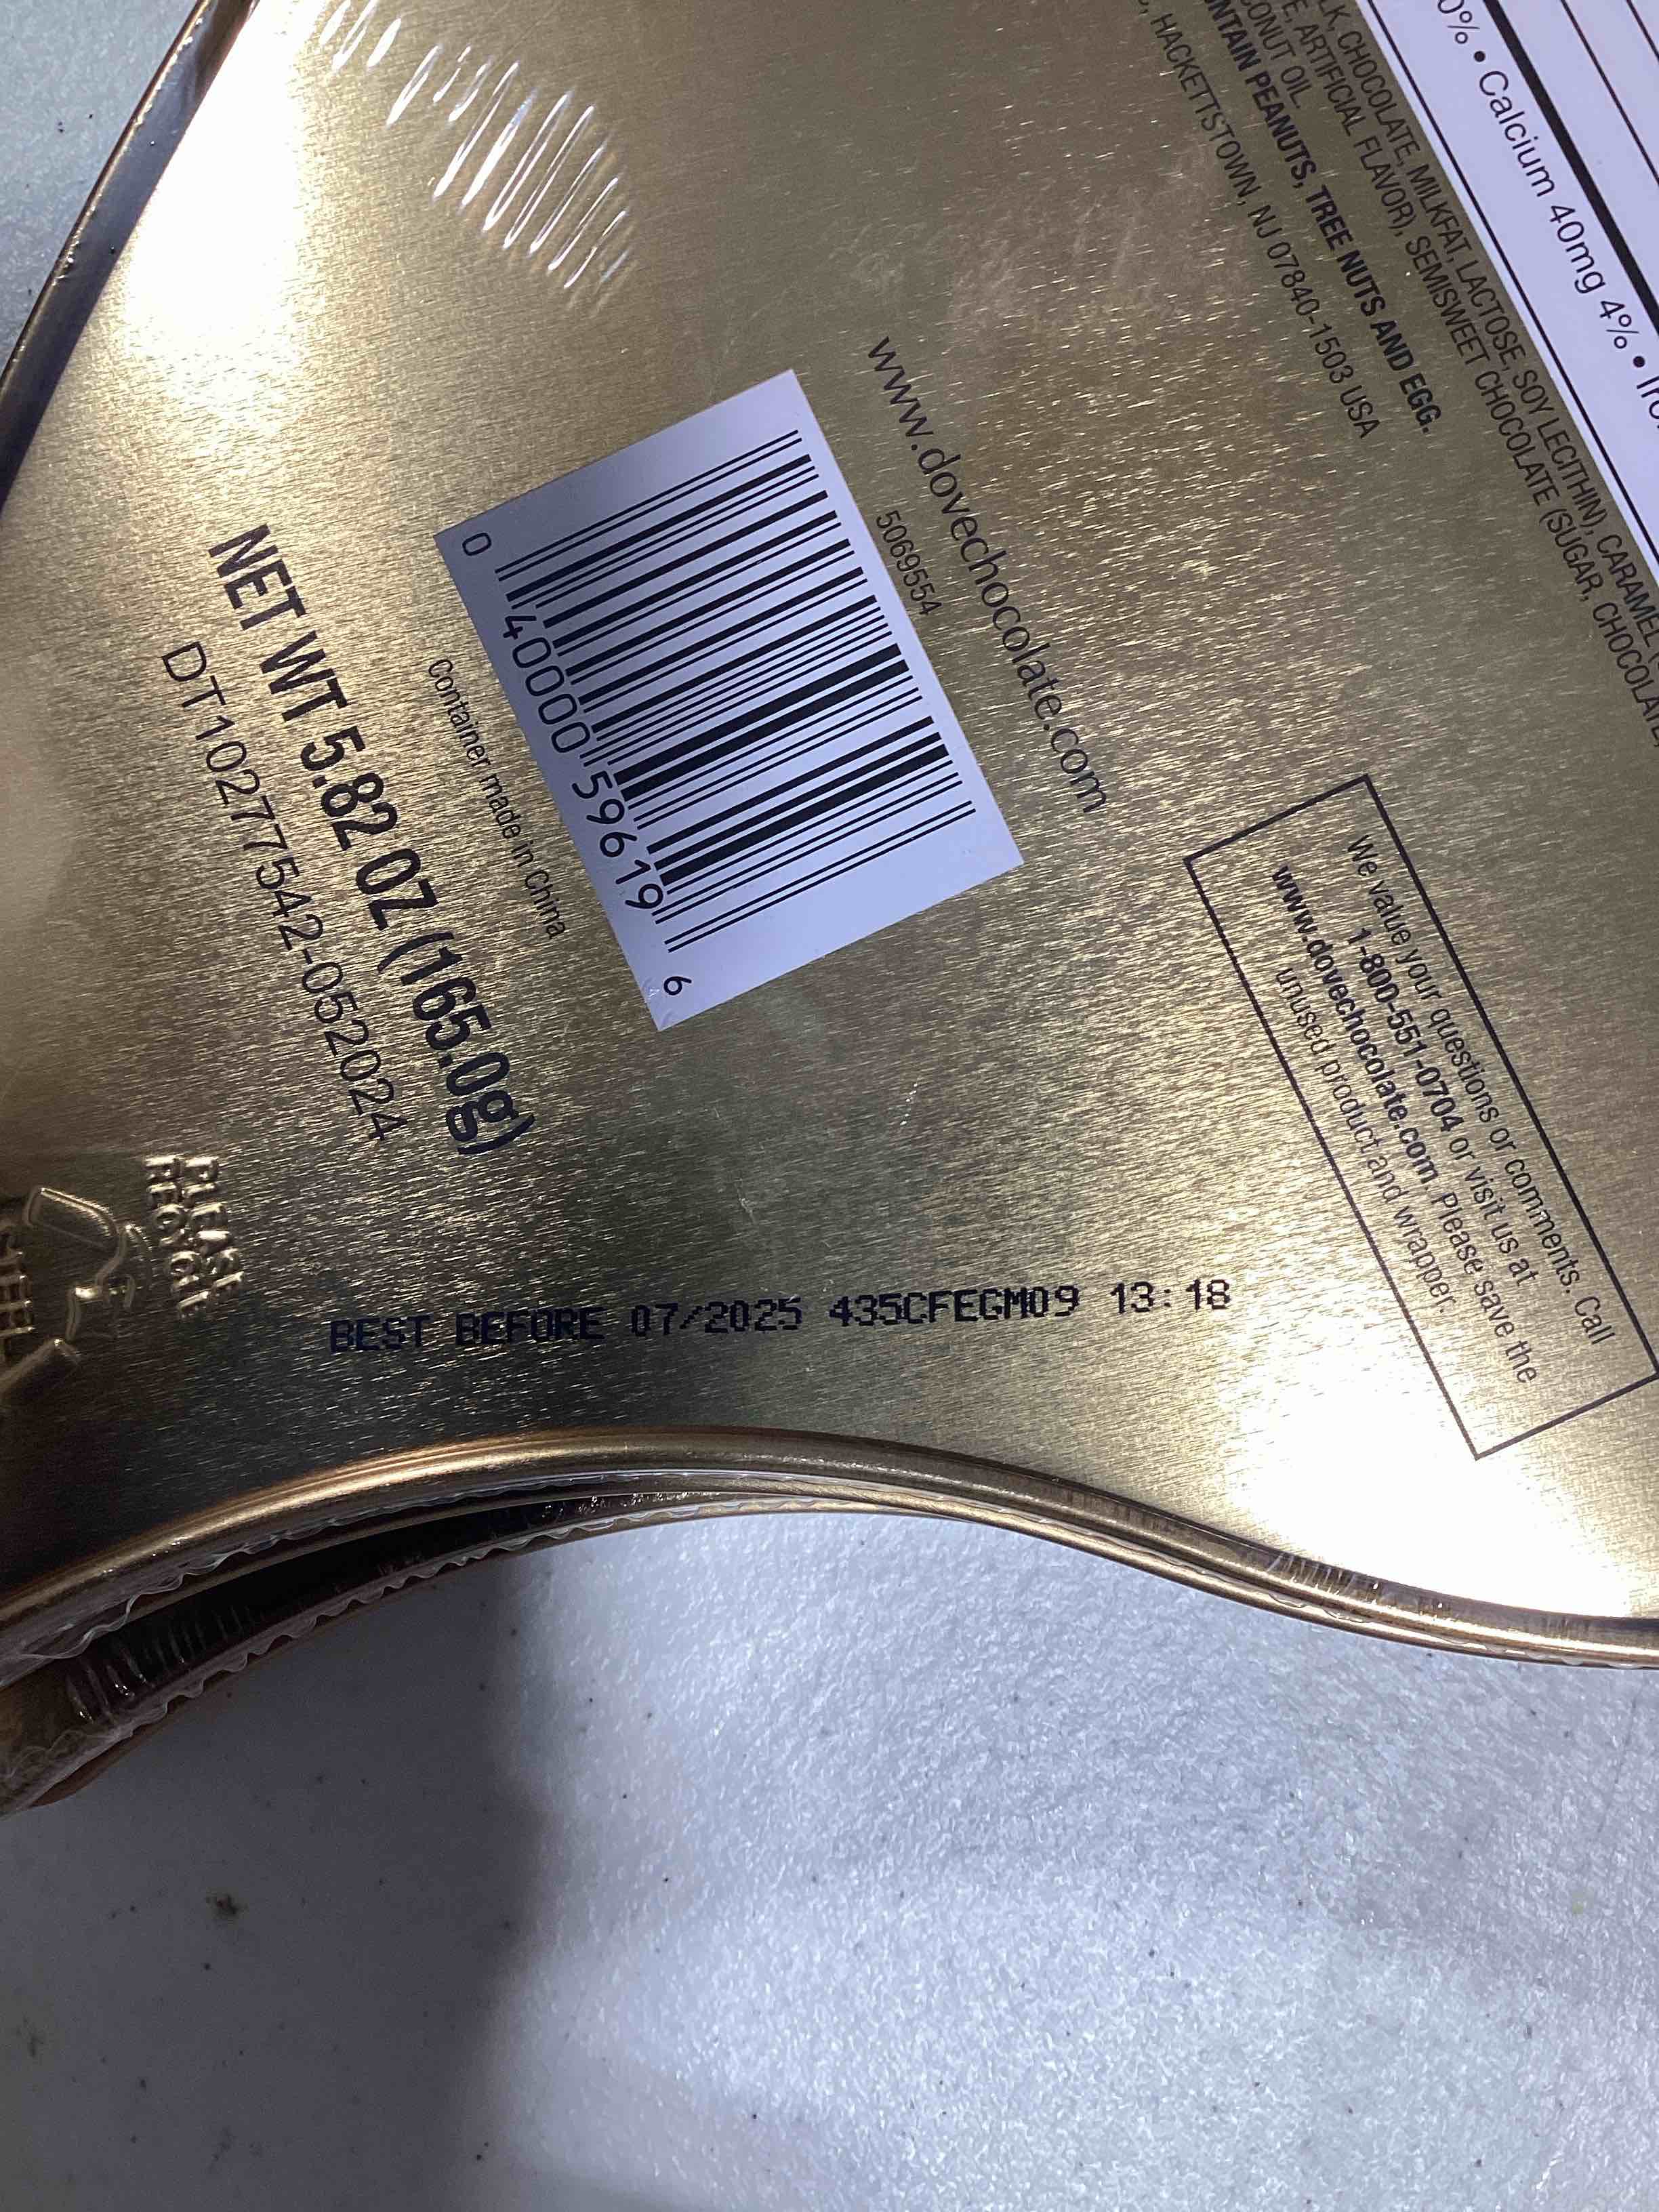 0% • Calcium 40mg 4% •
CHOCOLATE, MILKFAT, LACTOSE, SOY LECITHIN), CARAMEL
ARTIFICIAL FLAVOR), SEMISWEET CHOCOLATE (SUGAR, CHOCOLATE,
OIL.
PEANUTS, TREE NUTS AND EGG.
HACKETTSTOWN, NJ 07840-1503 USA
www.dovechocolate.com
5069554
0 40000 59619 6
Container made in China
NET WT 5.82 OZ (165.0g)
DT10277542-052024
We value your questions or comments. Call
1-800-551-0704 or visit us at
www.dovechocolate.com. Please save the
unused product and wrapper.
PLEASE
RECYCLE
STEEL
BEST BEFORE 07/2025 435CFEGM09 13:18